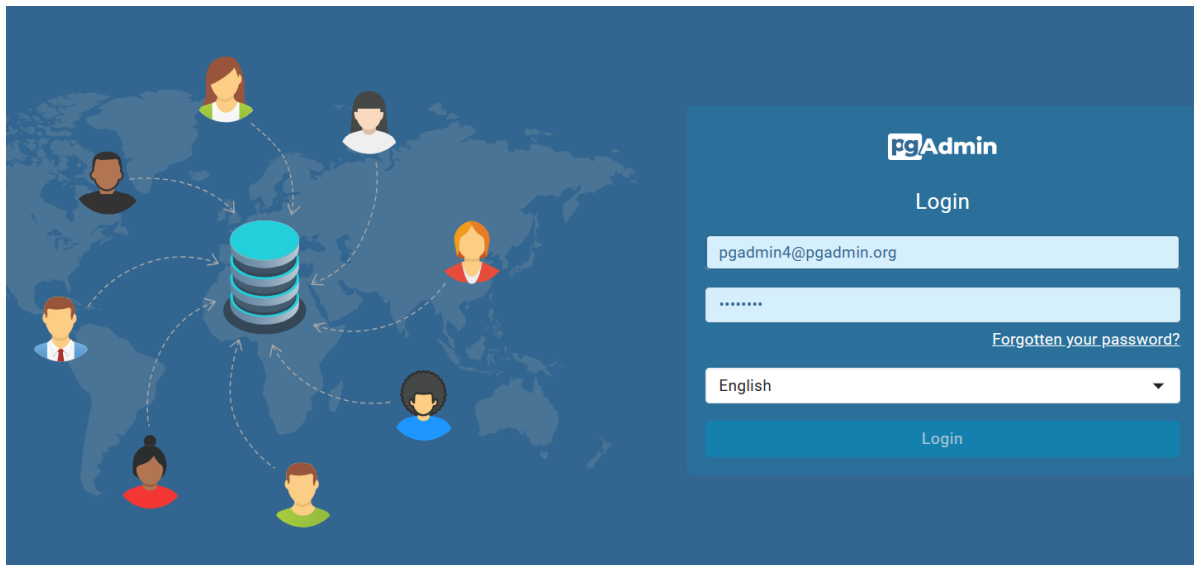 pgAdmin
Login
pgadmin4@pgadmin.org
••••••••
Forgotten your password?
English
Login